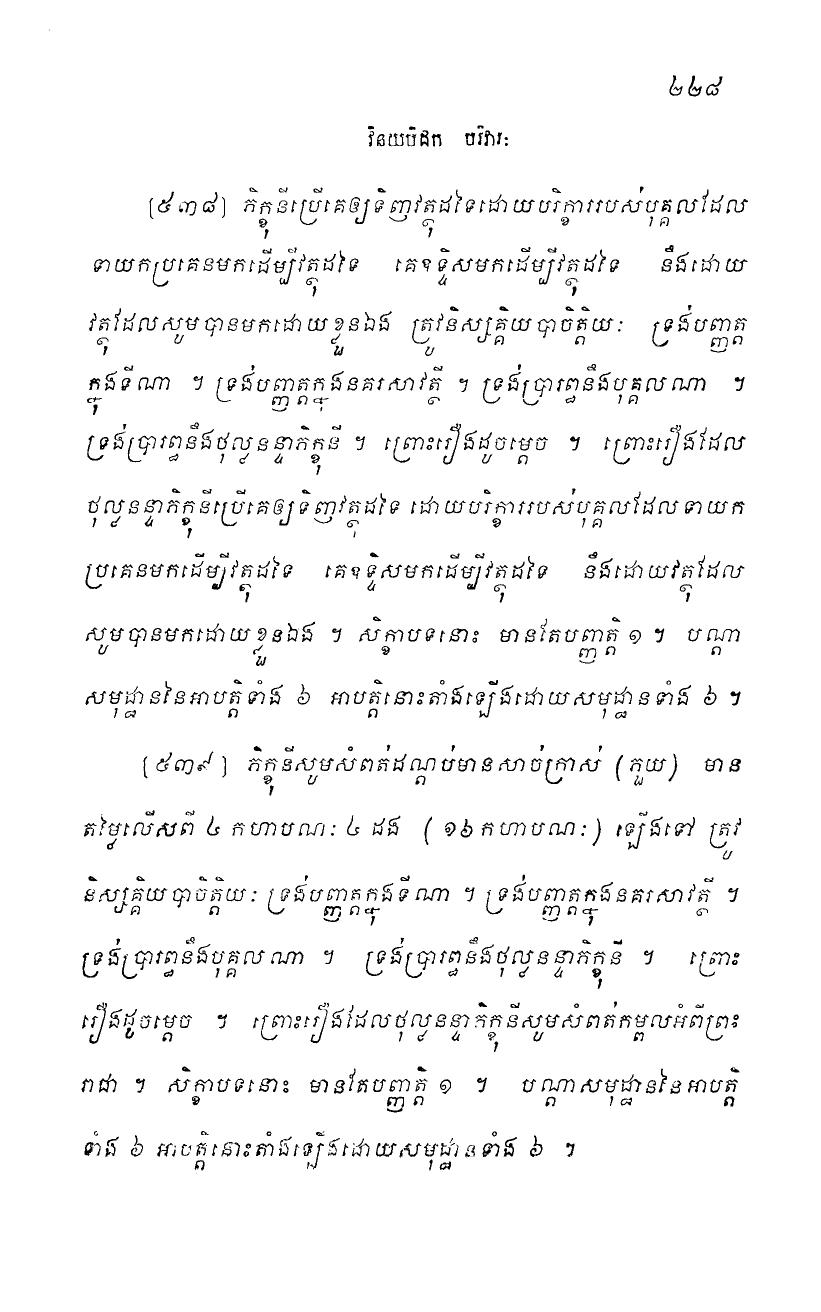 ២២៨
វិនយបិដក បរិវារៈ
[៥៣៨] ភិក្ខុនីប្រើគេឲ្យទិញវត្ថុដទៃដោយបរិក្ខាររបស់បុគ្គលដែល
ទាយកប្រគេនមកដើម្បីវត្ថុដទៃ គេឧទ្ទិសមកដើម្បីវត្ថុដទៃ នឹងដោយ
វត្ថុដែលសូមបានមកដោយខ្លួនឯង ត្រូវនិស្សគ្គិយបាចិត្តិយៈ ទ្រង់បញ្ញត្ត
ក្នុងទីណា ។ ទ្រង់បញ្ញត្តក្នុងនគរសាវត្ថី ។ ទ្រង់ប្រារព្ធនឹងបុគ្គលណា ។
ទ្រង់ប្រារព្ធនឹងថុល្លនន្ទាភិក្ខុនី ។ ព្រោះរឿងដូចម្តេច ។ ព្រោះរឿងដែល
ថុល្លនន្ទាភិក្ខុនីប្រើគេឲ្យទិញវត្ថុដទៃ ដោយបរិក្ខាររបស់បុគ្គលដែលទាយក
ប្រគេនមកដើម្បីវត្ថុដទៃ គេឧទ្ទិសមកដើម្បីវត្ថុដទៃ នឹងដោយវត្ថុដែល
សូមបានមកដោយខ្លួនឯង ។ សិក្ខាបទនោះ មានតែបញ្ញត្តិ ១ ។ បណ្តា
សមុដ្ឋាននៃអាបត្តិទាំង ៦ អាបត្តិនោះតាំងឡើងដោយសមុដ្ឋានទាំង ៦ ។
[៥៣៩] ភិក្ខុនីសូមសំពត់ដណ្តប់មានសាច់ក្រាស់ (ភួយ) មាន
តម្លៃលើសពី ៤ កហាបណៈ ៤ ដង (១៦ កហាបណៈ) ឡើងទៅ ត្រូវ
និស្សគ្គិយបាចិត្តិយៈ ទ្រង់បញ្ញត្តក្នុងទីណា ។ ទ្រង់បញ្ញត្តក្នុងនគរសាវត្ថី ។
ទ្រង់ប្រារព្ធនឹងបុគ្គលណា ។ ទ្រង់ប្រារព្ធនឹងថុល្លនន្ទាភិក្ខុនី ។ ព្រោះ
រឿងដូចម្តេច ។ ព្រោះរឿងដែលថុល្លនន្ទាភិក្ខុនីសូមសំពត់កម្ពលអំពីព្រះ
រាជា ។ សិក្ខាបទនោះ មានតែបញ្ញត្តិ ១ ។ បណ្តាសមុដ្ឋាននៃអាបត្តិ
ទាំង ៦ អាបត្តិនោះតាំងឡើងដោយសមុដ្ឋានទាំង ៦ ។